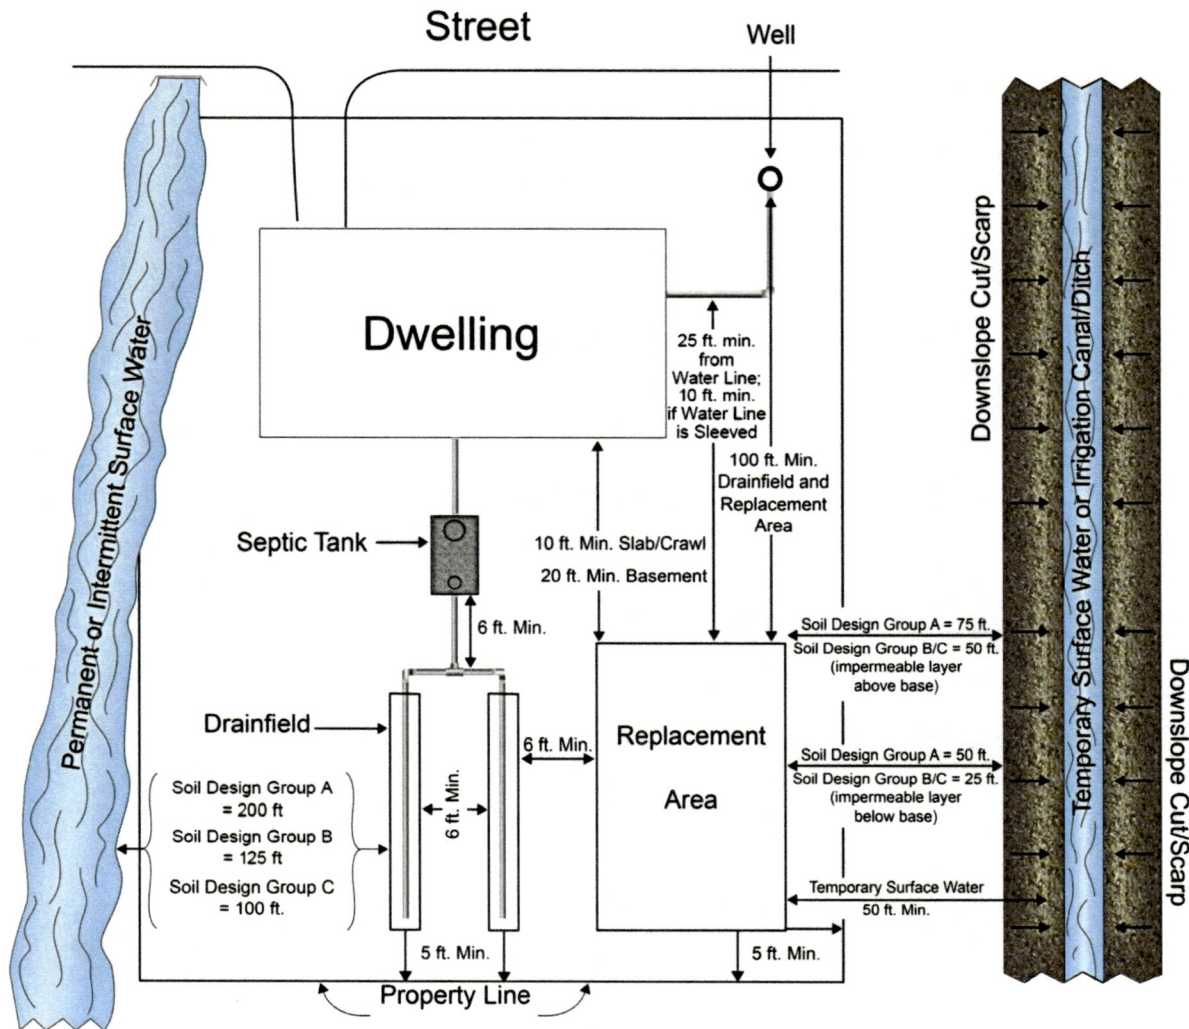 Street
Well
Permanent or Intermittent Surface Water
Dwelling
25 ft. min.
from
Water Line;
10 ft. min.
if Water Line
is Sleeved
100 ft. Min.
Drainfield and
Replacement
Area
Septic Tank
10 ft. Min. Slab/Crawl
20 ft. Min. Basement
6 ft. Min.
Drainfield
6 ft. Min.
6 ft. Min.
Replacement
Area
Soil Design Group A
= 200 ft
Soil Design Group B
= 125 ft
Soil Design Group C
= 100 ft.
Soil Design Group A = 75 ft.
Soil Design Group B/C = 50 ft.
(impermeable layer
above base)
Soil Design Group A = 50 ft.
Soil Design Group B/C = 25 ft.
(impermeable layer
below base)
Temporary Surface Water
50 ft. Min.
5 ft. Min.
5 ft. Min.
Property Line
Downslope Cut/Scarp
Temporary Surface Water or Irrigation Canal/Ditch
Downslope Cut/Scarp